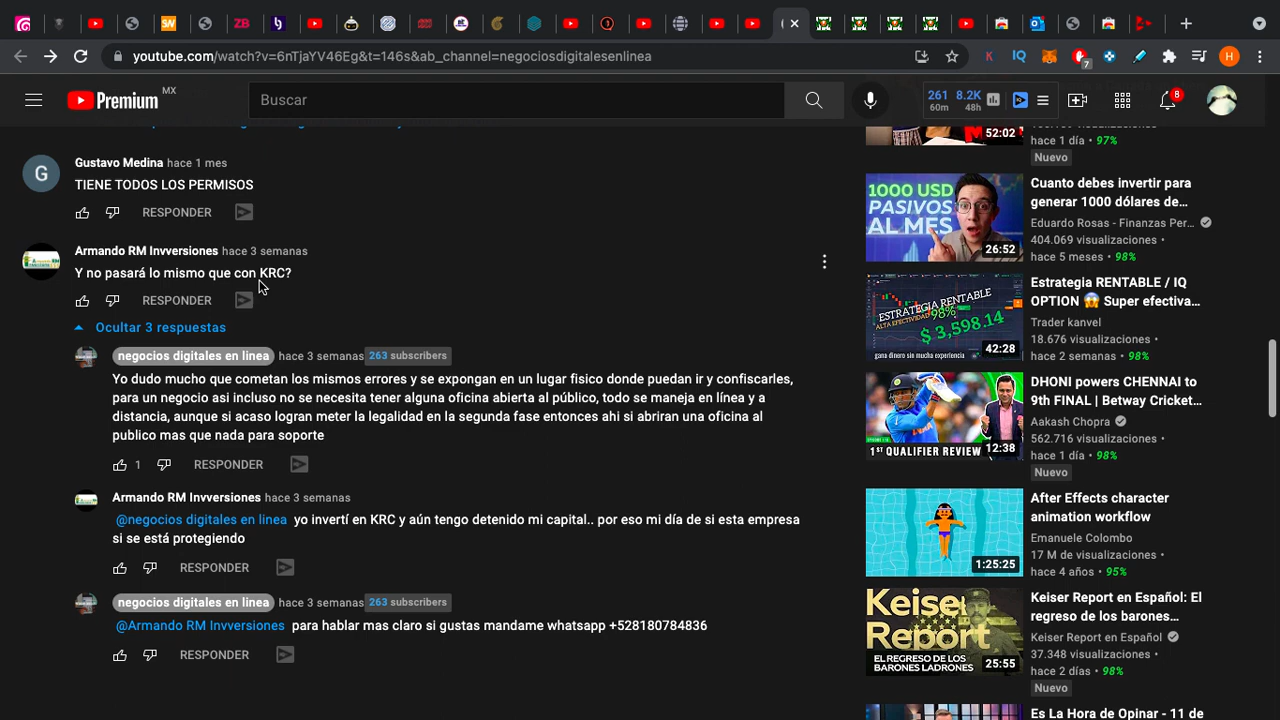 SW
ZB
youtube.com/watch?v=6nTjaYV46Eg&t=146s&ab_channel=negociosdigitalesenlinea
K
IQ
7
H
Premium MX
Buscar
261
60m
8.2K
48h
8
Gustavo Medina hace 1 mes
G
TIENE TODOS LOS PERMISOS
RESPONDER
Armando RM Invversiones hace 3 semanas
Y no pasará lo mismo que con KRC?
RESPONDER
Ocultar 3 respuestas
negocios digitales en linea hace 3 semanas 263 subscribers
Yo dudo mucho que cometan los mismos errores y se expongan en un lugar fisico donde puedan ir y confiscarles,
para un negocio asi incluso no se necesita tener alguna oficina abierta al público, todo se maneja en línea y a
distancia, aunque si acaso logran meter la legalidad en la segunda fase entonces ahi si abriran una oficina al
publico mas que nada para soporte
1 RESPONDER
Armando RM Invversiones hace 3 semanas
@negocios digitales en linea yo invertí en KRC y aún tengo detenido mi capital.. por eso mi día de si esta empresa
si se está protegiendo
RESPONDER
negocios digitales en linea hace 3 semanas 263 subscribers
@Armando RM Invversiones para hablar mas claro si gustas mandame whatsapp +528180784836
RESPONDER
52:02
hace 1 día • 97%
Nuevo
1000 USD
PASIVOS
AL MES
26:52
Cuanto debes invertir para
generar 1000 dólares de…
Eduardo Rosas - Finanzas Per…
404.069 visualizaciones •
hace 5 meses • 98%
ESTRATEGIA RENTABLE
ALTA EFECTIVIDAD 98%
$ 3,598.14
gana dinero sin mucha experiencia
42:28
Estrategia RENTABLE / IQ
OPTION 😱 Super efectiva…
Trader kanvel
18.676 visualizaciones •
hace 2 semanas • 98%
1ST QUALIFIER REVIEW
12:38
DHONI powers CHENNAI to
9th FINAL | Betway Cricket…
Aakash Chopra
562.716 visualizaciones •
hace 1 día • 98%
Nuevo
1:25:25
After Effects character
animation workflow
Emanuele Colombo
17 M de visualizaciones •
hace 4 años • 95%
Keiser
Report
EL REGRESO DE LOS
BARONES LADRONES
25:55
Keiser Report en Español: El
regreso de los barones…
Keiser Report en Español
37.348 visualizaciones •
hace 2 días • 98%
Nuevo
Es La Hora de Opinar - 11 de